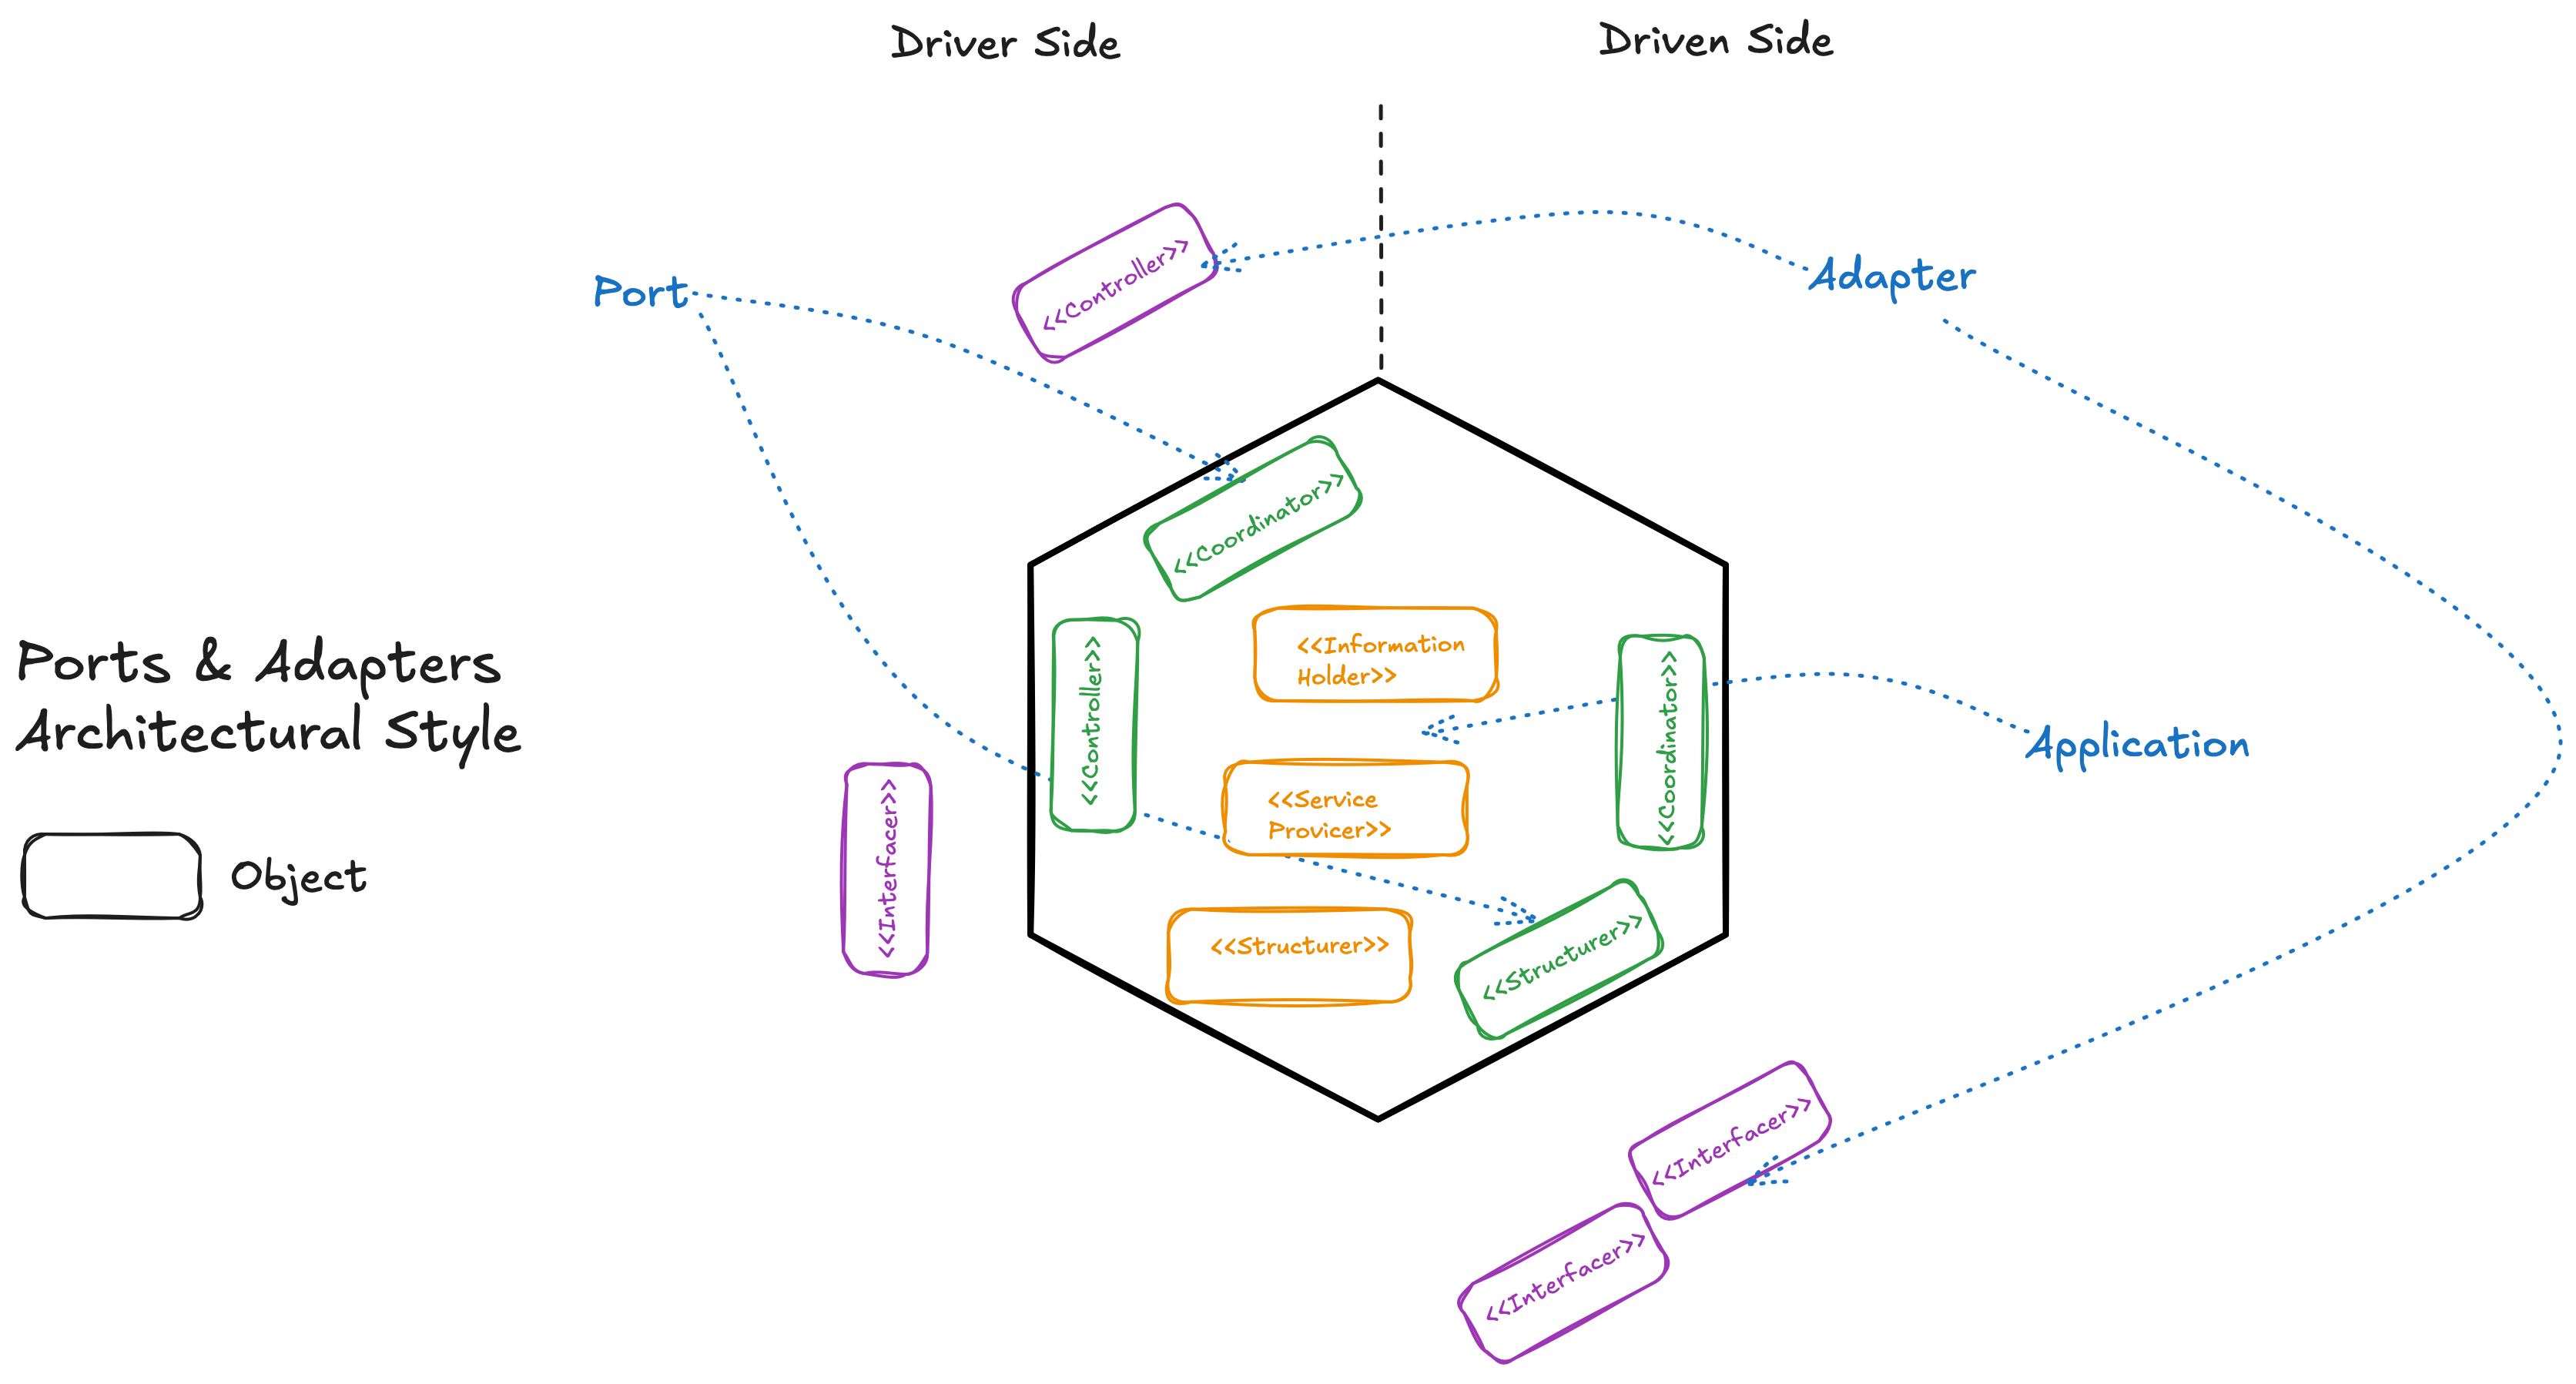 Driver Side
Driven Side
<<Controller>>
Port
Adapter
<<Coordinator>>
<<Information
Holder>>
<<Controller>>
<<Coordinator>>
Ports & Adapters
Architectural Style
Application
<<Service
Provicer>>
<<Interfacer>>
Object
<<Structurer>>
<<Structurer>>
<<Interfacer>>
<<Interfacer>>